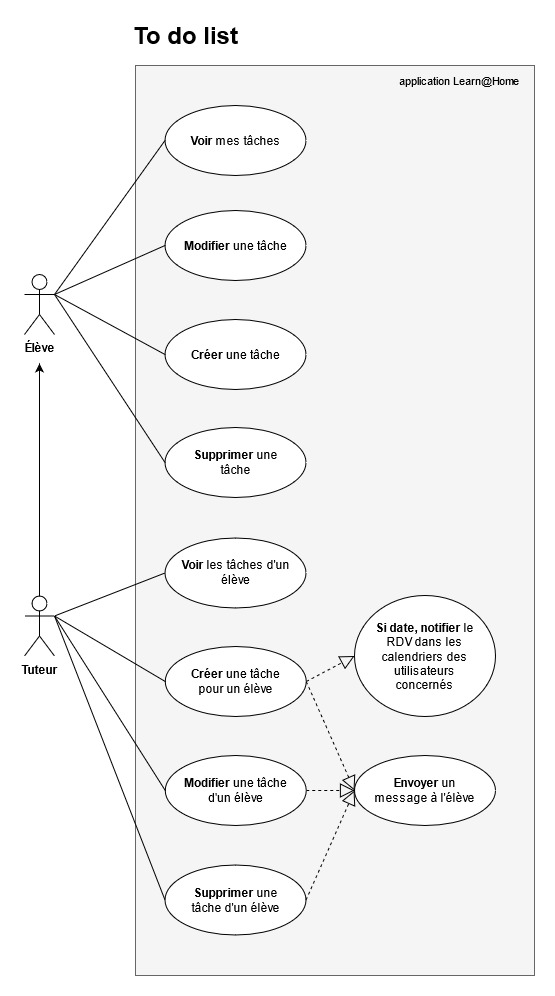 To do list
application Learn@Home
Voir mes tâches
Modifier une tâche
Créer une tâche
Supprimer une
tâche
Élève
Voir les tâches d'un
élève
Créer une tâche
pour un élève
Modifier une tâche
d'un élève
Supprimer une
tâche d'un élève
Tuteur
Si date, notifier le
RDV dans les
calendriers des
utilisateurs
concernés
Envoyer un
message à l'élève